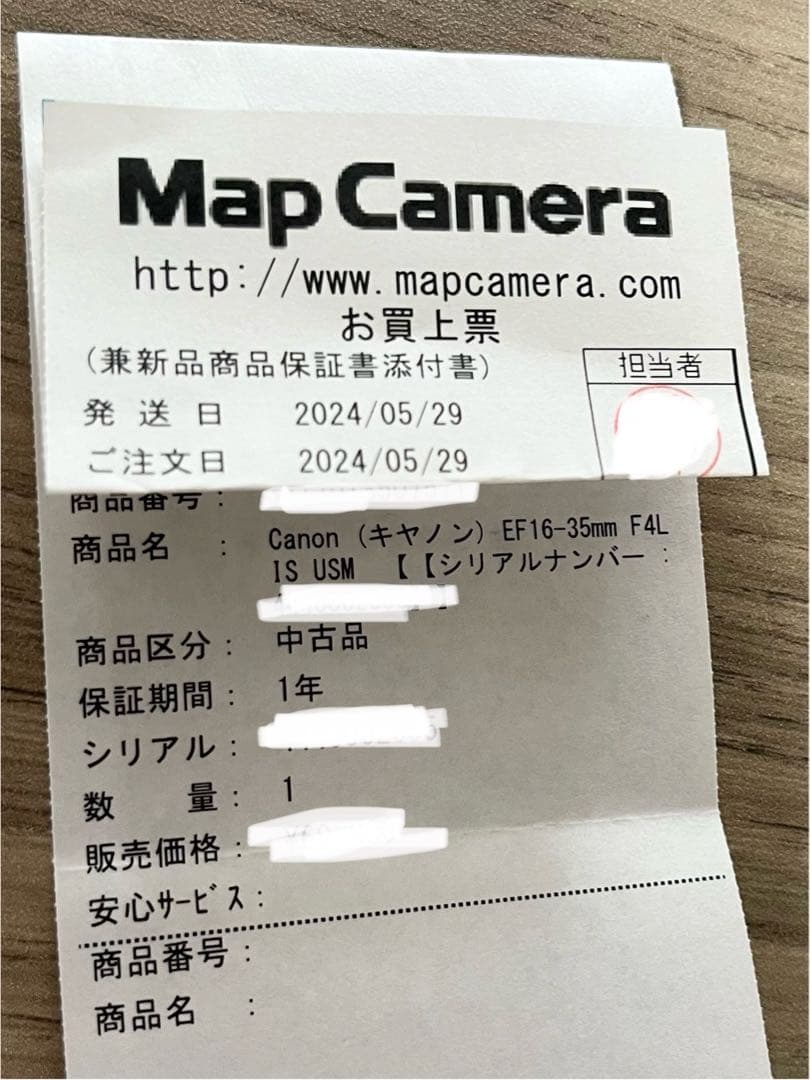 Map Camera
http://www.mapcamera.com
お買上票
(兼新品商品保証書添付書)
担当者
発送日 2024/05/29
ご注文日 2024/05/29
商品番号:
商品名 : Canon (キヤノン) EF16-35mm F4L
IS USM 【【シリアルナンバー :
商品区分: 中古品
保証期間: 1年
シリアル:
数 量: 1
販売価格:
安心ｻｰﾋﾞｽ:
商品番号:
商品名 :